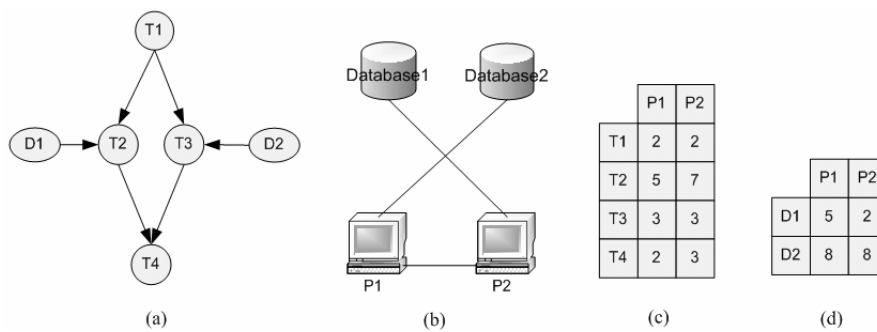 T1
D1
T2
T3
D2
T4
(a)
Database1
Database2
P1
P2
(b)
P1 P2
T1 2 2
T2 5 7
T3 3 3
T4 2 3
(c)
P1 P2
D1 5 2
D2 8 8
(d)